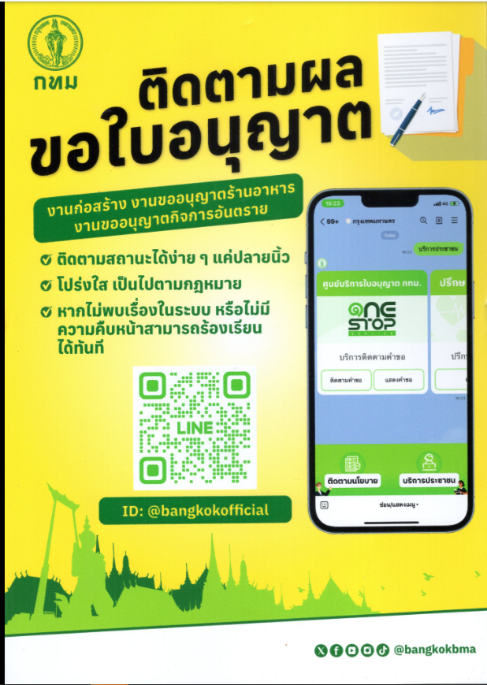 กทม
ติดตามผล
ขอใบอนุญาต
งานก่อสร้าง งานขออนุญาตร้านอาหาร
งานขออนุญาตกิจการอันตราย
ติดตามสถานะได้ง่าย ๆ แค่ปลายนิ้ว
โปร่งใส เป็นไปตามกฎหมาย
หากไม่พบเรื่องในระบบ หรือไม่มี
ความคืบหน้าสามารถร้องเรียน
ได้ทันที
LINE
ID: @bangkokofficial
19:23
99+ กรุงเทพมหานคร
บริการประชาชน
ศูนย์บริการใบอนุญาต กทม.
ปรึกษ
ONE
STOP
SERVICE
บริการติดตามคำขอ
ปรึก
ติดตามคำขอ
แสดงคำขอ
ติดตามนโยบาย
บริการประชาชน
ซ่อน/แสดงเมนู
@bangkokbma